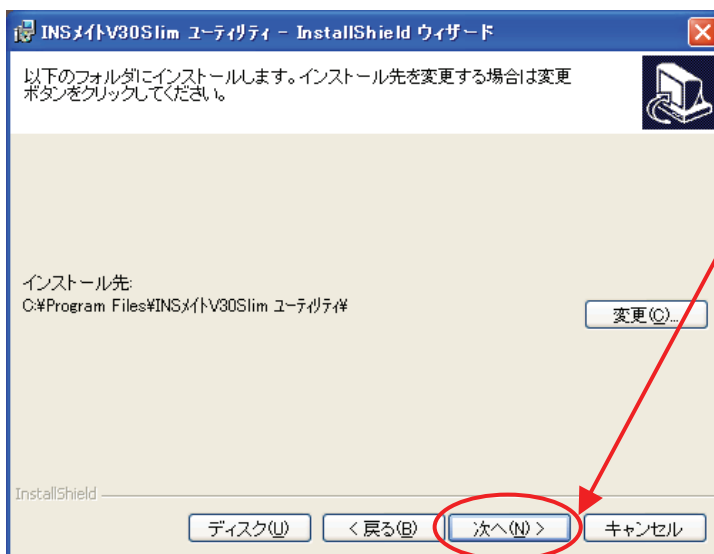 INSﾒｲﾄV30Slim ﾕｰﾃｨﾘﾃｨ - InstallShield ウィザード
以下のフォルダにインストールします。インストール先を変更する場合は変更
ボタンをクリックしてください。
インストール先:
C:¥Program Files¥INSﾒｲﾄV30Slim ﾕｰﾃｨﾘﾃｨ¥
変更(C)...
InstallShield
ディスク(U)
< 戻る(B)
次へ(N) >
キャンセル